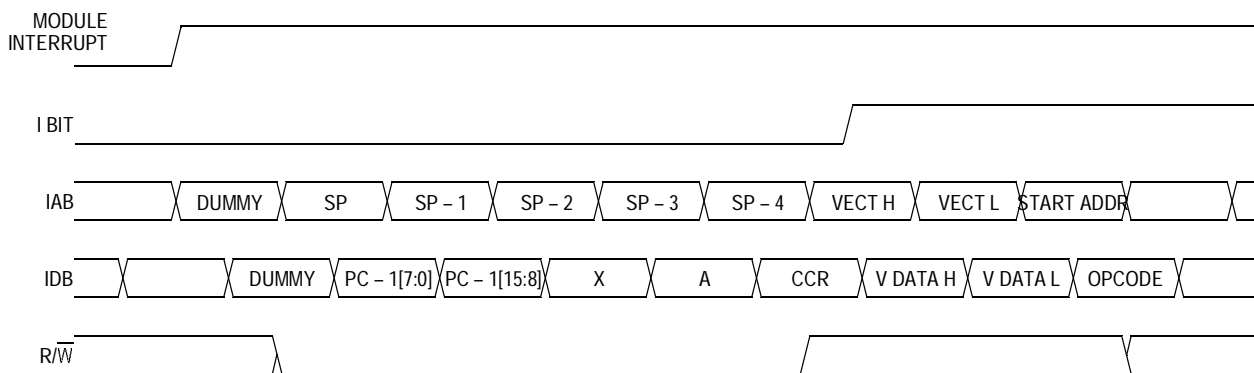 MODULE
INTERRUPT
I BIT
IAB DUMMY SP SP – 1 SP – 2 SP – 3 SP – 4 VECT H VECT L START ADDR
IDB DUMMY PC – 1[7:0] PC – 1[15:8] X A CCR V DATA H V DATA L OPCODE
R/W̅